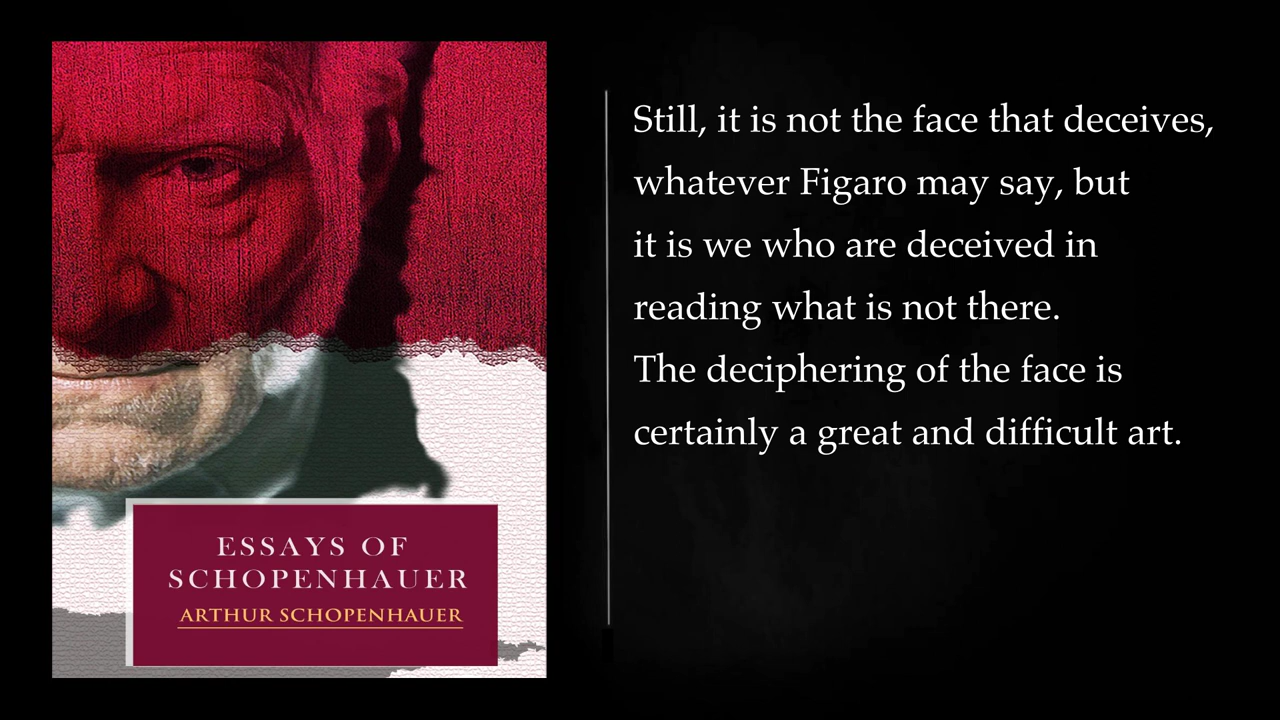 ESSAYS OF
SCHOPENHAUER
ARTHUR SCHOPENHAUER
Still, it is not the face that deceives,
whatever Figaro may say, but
it is we who are deceived in
reading what is not there.
The deciphering of the face is
certainly a great and difficult art.